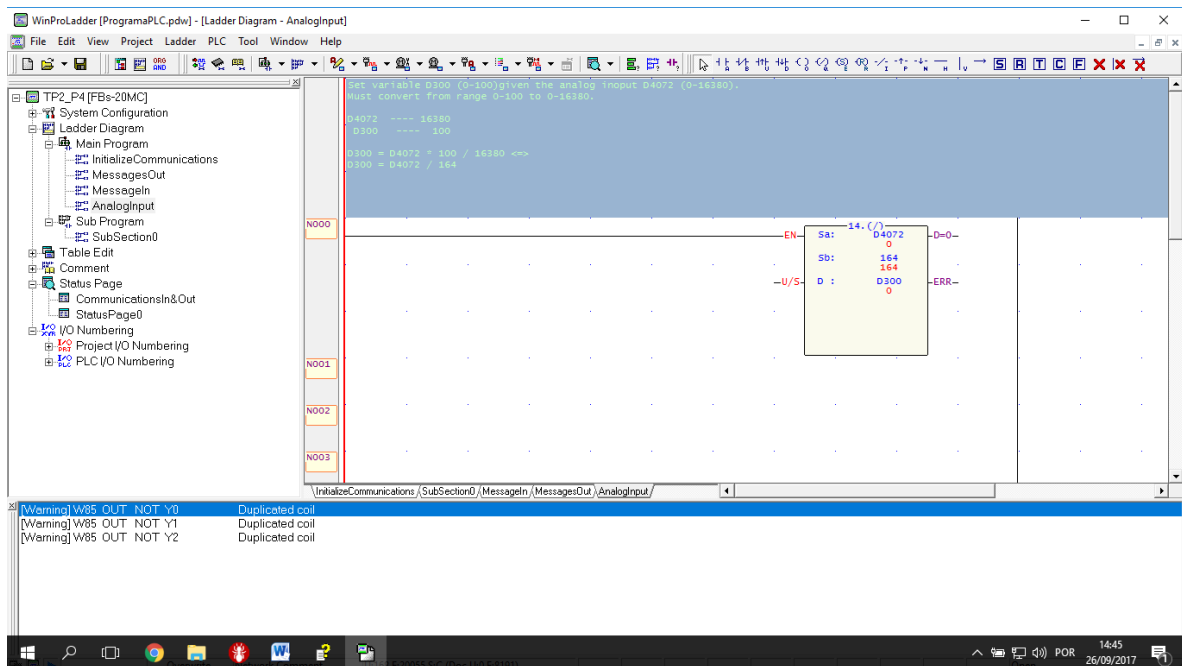 WinProLadder [ProgramaPLC.pdw] - [Ladder Diagram - AnalogInput]
File Edit View Project Ladder PLC Tool Window Help
ORG
AND
S R T C F
TP2_P4 [FBs-20MC]
System Configuration
Ladder Diagram
Main Program
InitializeCommunications
MessagesOut
MessageIn
AnalogInput
Sub Program
SubSection0
Table Edit
Comment
Status Page
CommunicationsIn&Out
StatusPage0
I/O Numbering
Project I/O Numbering
PLC I/O Numbering
Set variable D300 (0-100)given the analog inoput D4072 (0-16380).
Must convert from range 0-100 to 0-16380.
D4072 ---- 16380
D300 ---- 100
D300 = D4072 * 100 / 16380 <=>
D300 = D4072 / 164
N000
14.(/)
EN Sa: D4072 D=0
0
Sb: 164
164
U/S D : D300 ERR
0
N001
N002
N003
InitializeCommunications SubSection0 MessageIn MessagesOut AnalogInput
[Warning] W85 OUT NOT Y0 Duplicated coil
[Warning] W85 OUT NOT Y1 Duplicated coil
[Warning] W85 OUT NOT Y2 Duplicated coil
POR
14:45
26/09/2017